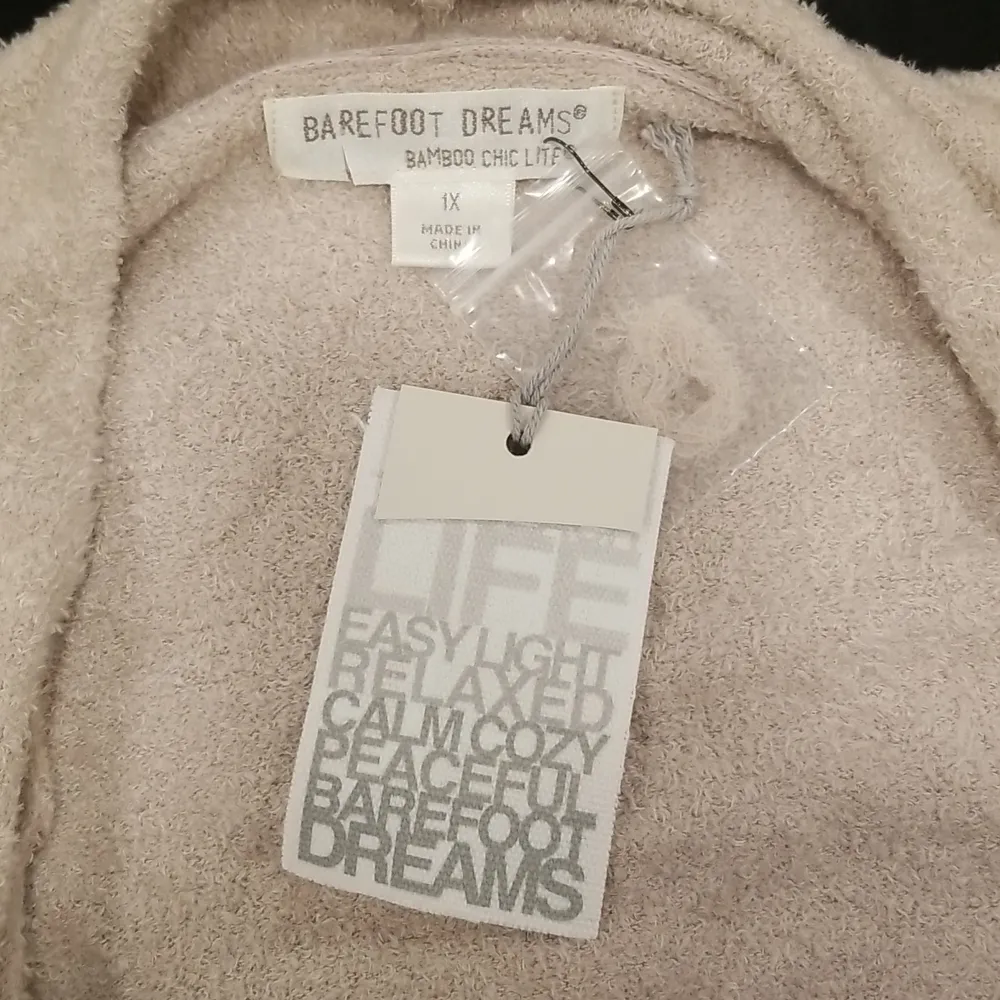 BAREFOOT DREAMS®
BAMBOO CHIC LITE
1X
MADE IN
CHINA
LIFE
EASY LIGHT
RELAXED
CALM COZY
PEACEFUL
BAREFOOT
DREAMS